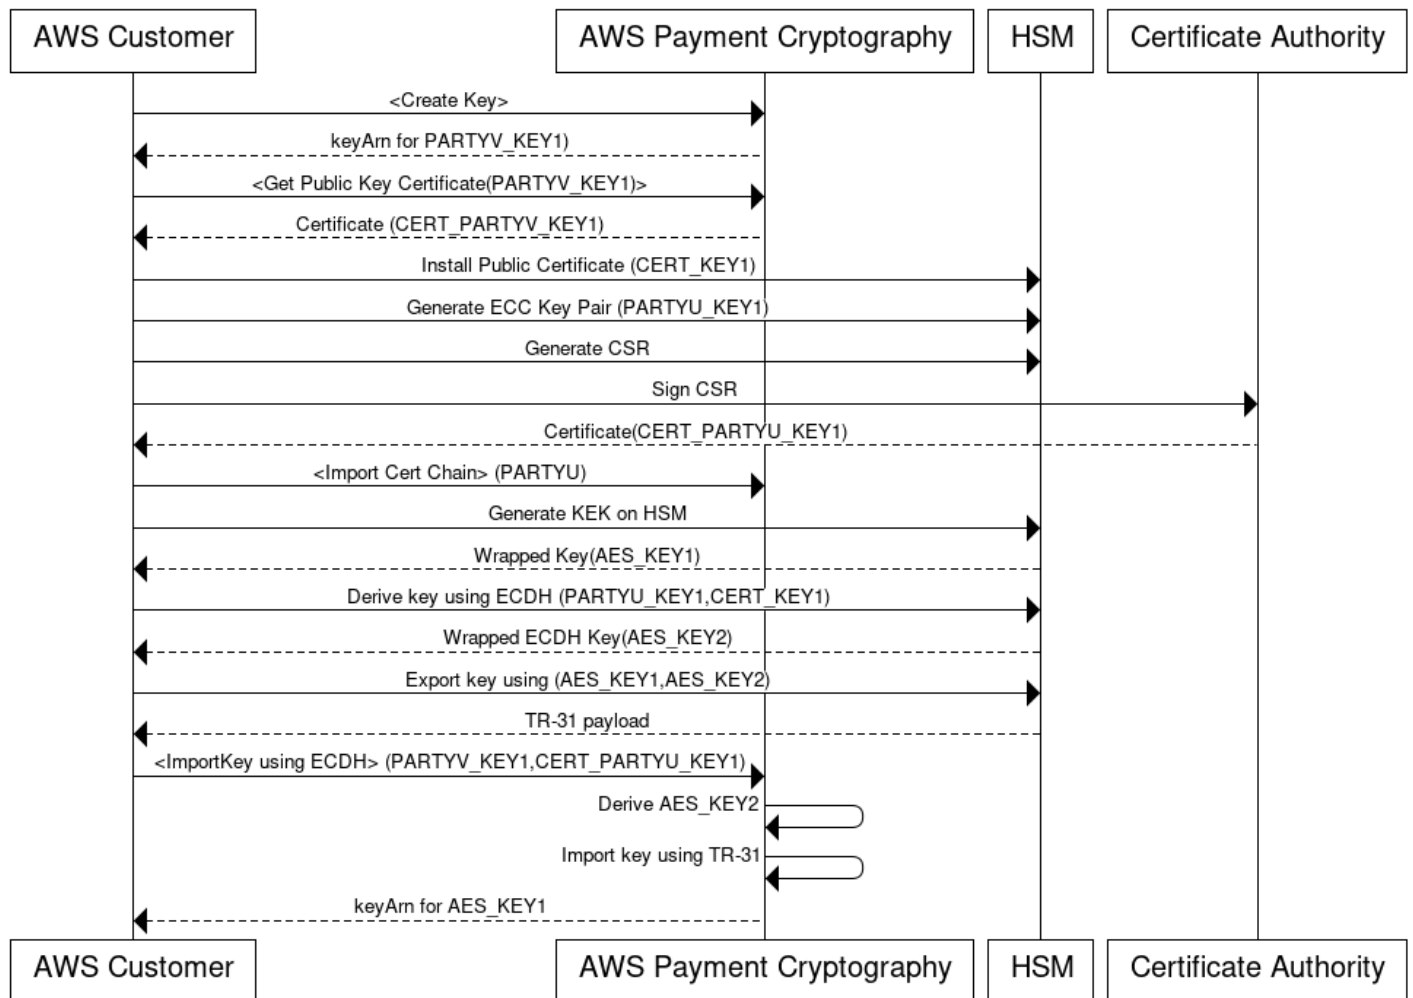 AWS Customer
AWS Payment Cryptography
HSM
Certificate Authority
<Create Key>
keyArn for PARTYV_KEY1)
<Get Public Key Certificate(PARTYV_KEY1)>
Certificate (CERT_PARTYV_KEY1)
Install Public Certificate (CERT_KEY1)
Generate ECC Key Pair (PARTYU_KEY1)
Generate CSR
Sign CSR
Certificate(CERT_PARTYU_KEY1)
<Import Cert Chain> (PARTYU)
Generate KEK on HSM
Wrapped Key(AES_KEY1)
Derive key using ECDH (PARTYU_KEY1,CERT_KEY1)
Wrapped ECDH Key(AES_KEY2)
Export key using (AES_KEY1,AES_KEY2)
TR-31 payload
<ImportKey using ECDH> (PARTYV_KEY1,CERT_PARTYU_KEY1)
Derive AES_KEY2
Import key using TR-31
keyArn for AES_KEY1
AWS Customer
AWS Payment Cryptography
HSM
Certificate Authority